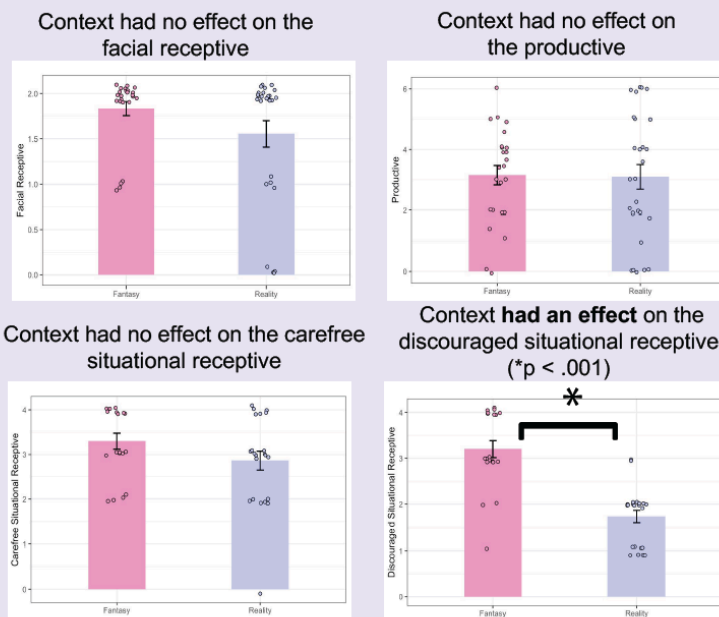 Context had no effect on the
facial receptive
2.0
1.5
1.0
0.5
0.0
Facial Receptive
Fantasy
Reality
Context had no effect on
the productive
6
4
2
0
Productive
Fantasy
Reality
Context had no effect on the carefree
situational receptive
4
3
2
0
Carefree Situational Receptive
Fantasy
Reality
Context had an effect on the
discouraged situational receptive
(*p < .001)
*
4
3
2
1
0
Discouraged Situational Receptive
Fantasy
Reality